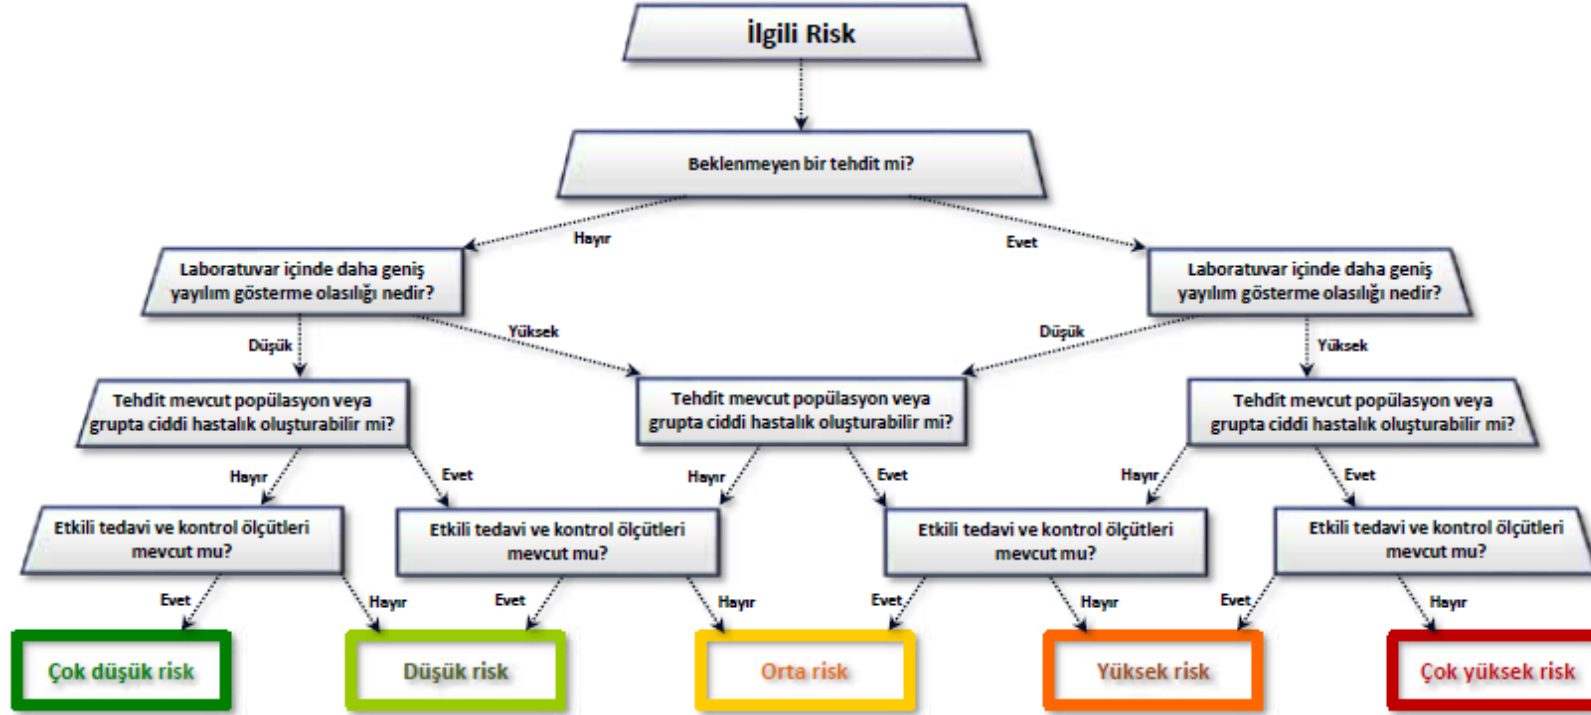 İlgili Risk
Beklenmeyen bir tehdit mi?
Hayır
Evet
Laboratuvar içinde daha geniş
yayılım gösterme olasılığı nedir?
Laboratuvar içinde daha geniş
yayılım gösterme olasılığı nedir?
Düşük
Yüksek
Düşük
Yüksek
Tehdit mevcut popülasyon veya
grupta ciddi hastalık oluşturabilir mi?
Tehdit mevcut popülasyon veya
grupta ciddi hastalık oluşturabilir mi?
Tehdit mevcut popülasyon veya
grupta ciddi hastalık oluşturabilir mi?
Hayır
Evet
Hayır
Evet
Hayır
Evet
Etkili tedavi ve kontrol ölçütleri
mevcut mu?
Etkili tedavi ve kontrol ölçütleri
mevcut mu?
Etkili tedavi ve kontrol ölçütleri
mevcut mu?
Etkili tedavi ve kontrol ölçütleri
mevcut mu?
Evet
Hayır
Evet
Hayır
Evet
Hayır
Evet
Hayır
Çok düşük risk
Düşük risk
Orta risk
Yüksek risk
Çok yüksek risk